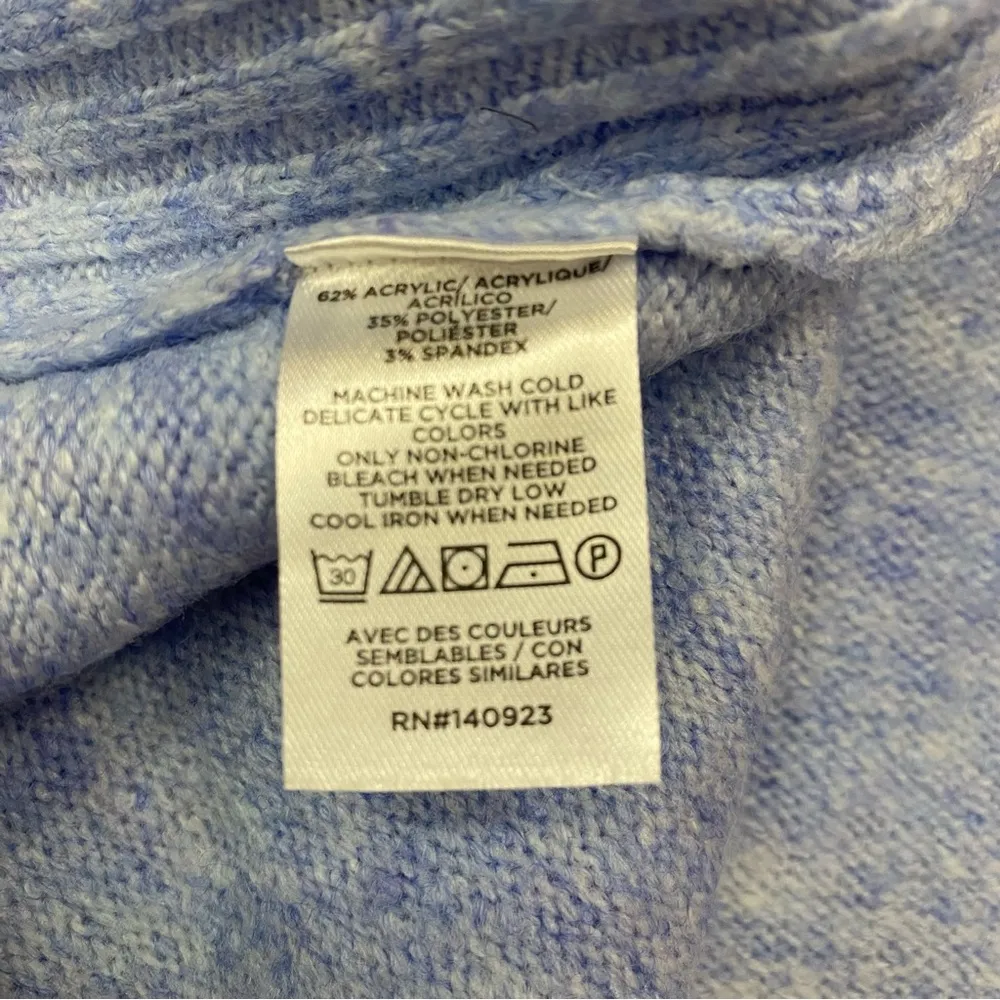 62% ACRYLIC/ ACRYLIQUE/
ACRÍLICO
35% POLYESTER/
POLIÉSTER
3% SPANDEX
MACHINE WASH COLD
DELICATE CYCLE WITH LIKE
COLORS
ONLY NON-CHLORINE
BLEACH WHEN NEEDED
TUMBLE DRY LOW
COOL IRON WHEN NEEDED
30 P
AVEC DES COULEURS
SEMBLABLES / CON
COLORES SIMILARES
RN#140923